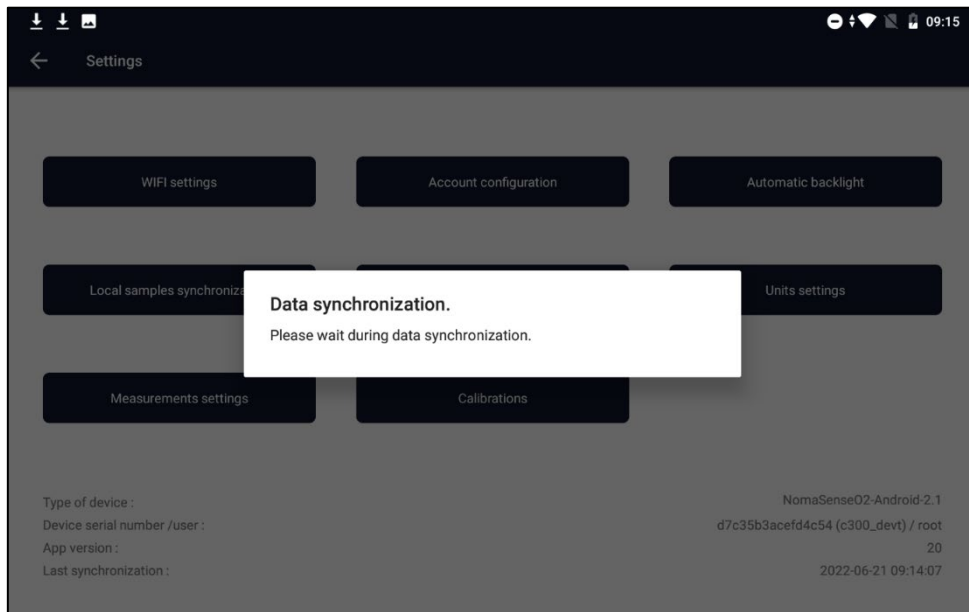 09:15
Settings
WIFI settings
Account configuration
Automatic backlight
Local samples synchroniza
Data synchronization.
Please wait during data synchronization.
Units settings
Measurements settings
Calibrations
Type of device :
NomaSenseO2-Android-2.1
Device serial number /user :
d7c35b3acefd4c54 (c300_devt) / root
App version :
20
Last synchronization :
2022-06-21 09:14:07